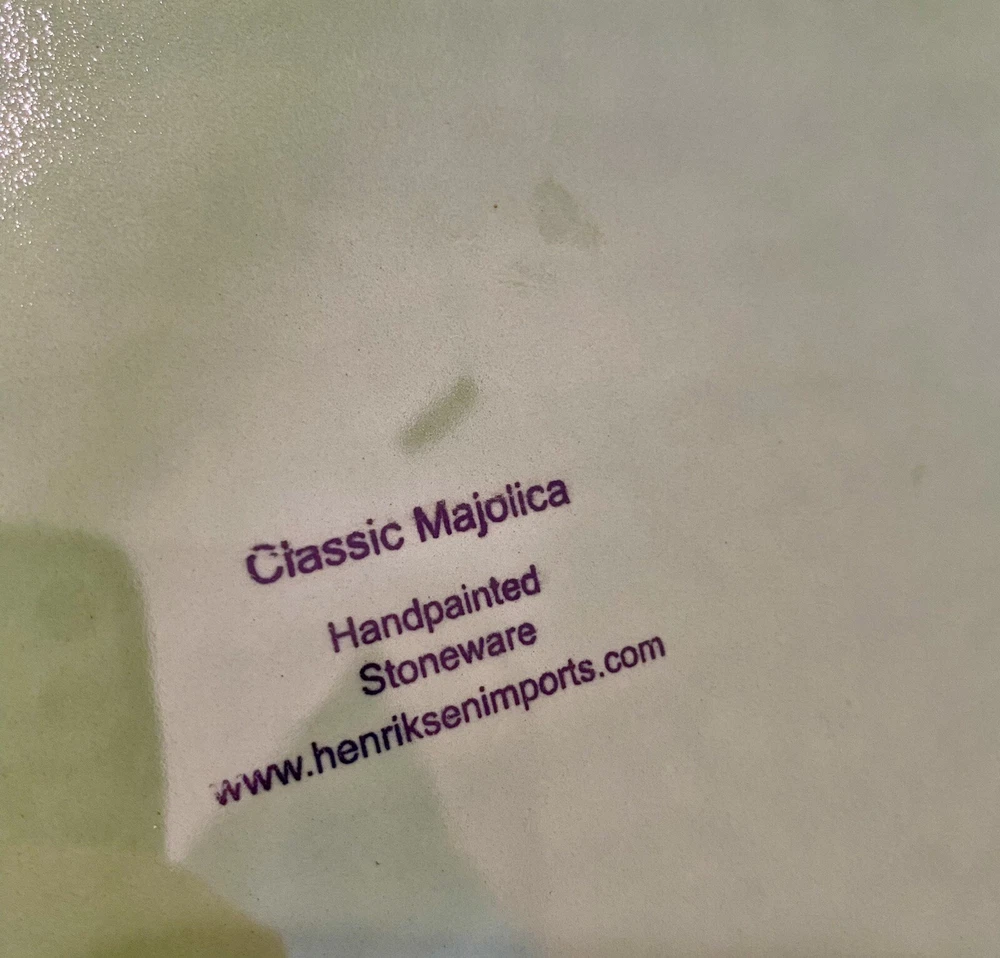 Classic Majolica
Handpainted
Stoneware
www.henriksenimports.com